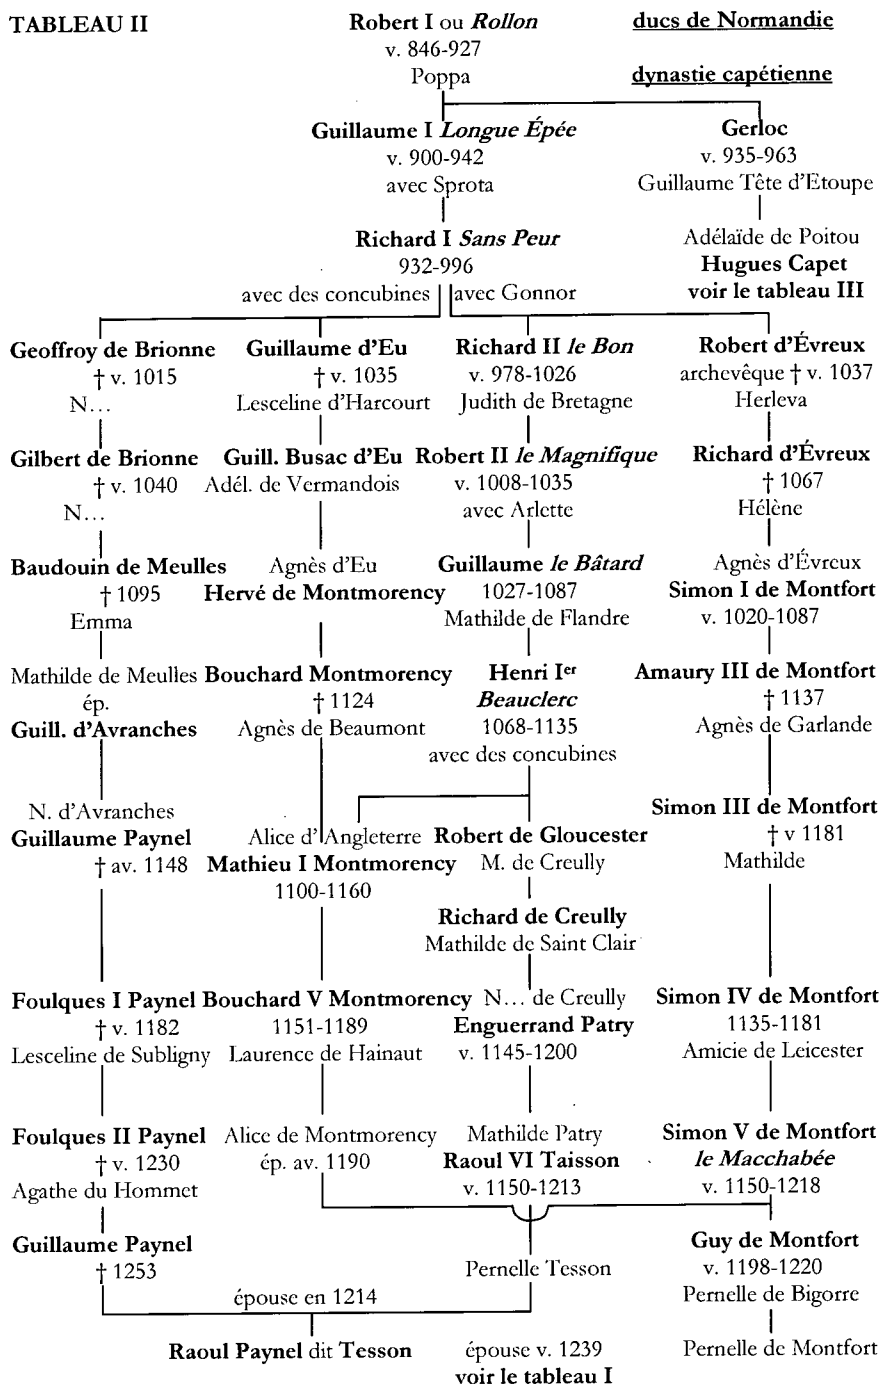 TABLEAU II
Robert I ou Rollon
v. 846-927
Poppa
ducs de Normandie
dynastie capétienne
Guillaume I Longue Épée
v. 900-942
avec Sprota
Gerloc
v. 935-963
Guillaume Tête d'Etoupe
Richard I Sans Peur
932-996
avec des concubines
avec Gonnor
Adélaïde de Poitou
Hugues Capet
voir le tableau III
Geoffroy de Brionne
† v. 1015
N…
Guillaume d'Eu
† v. 1035
Lesceline d'Harcourt
Richard II le Bon
v. 978-1026
Judith de Bretagne
Robert d'Évreux
archevêque † v. 1037
Herleva
Gilbert de Brionne
† v. 1040
N…
Guill. Busac d'Eu
Adél. de Vermandois
Robert II le Magnifique
v. 1008-1035
avec Arlette
Richard d'Évreux
† 1067
Hélène
Baudouin de Meulles
† 1095
Emma
Agnès d'Eu
Hervé de Montmorency
Guillaume le Bâtard
1027-1087
Mathilde de Flandre
Agnès d'Évreux
Simon I de Montfort
v. 1020-1087
Mathilde de Meulles
ép.
Guill. d'Avranches
Bouchard Montmorency
† 1124
Agnès de Beaumont
Henri Ier
Beauclerc
1068-1135
avec des concubines
Amaury III de Montfort
† 1137
Agnès de Garlande
N. d'Avranches
Guillaume Paynel
† av. 1148
Alice d'Angleterre
Mathieu I Montmorency
1100-1160
Robert de Gloucester
M. de Creully
Simon III de Montfort
† v 1181
Mathilde
Richard de Creully
Mathilde de Saint Clair
Foulques I Paynel
† v. 1182
Lesceline de Subligny
Bouchard V Montmorency
1151-1189
Laurence de Hainaut
N… de Creully
Enguerrand Patry
v. 1145-1200
Simon IV de Montfort
1135-1181
Amicie de Leicester
Foulques II Paynel
† v. 1230
Agathe du Hommet
Alice de Montmorency
ép. av. 1190
Mathilde Patry
Raoul VI Taisson
v. 1150-1213
Simon V de Montfort
le Macchabée
v. 1150-1218
Guillaume Paynel
† 1253
Pernelle Tesson
Guy de Montfort
v. 1198-1220
Pernelle de Bigorre
épouse en 1214
Raoul Paynel dit Tesson
épouse v. 1239
voir le tableau I
Pernelle de Montfort